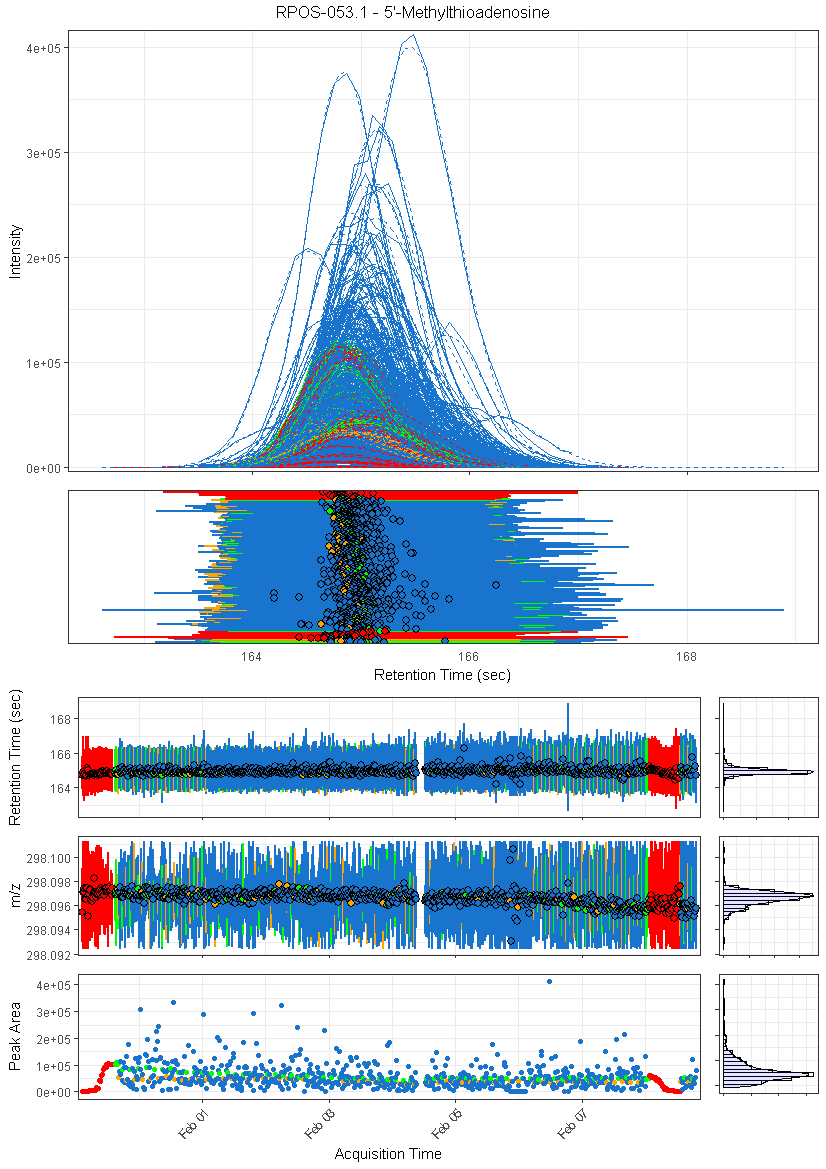 RPOS-053.1 - 5'-Methylthioadenosine
4e+05
3e+05
2e+05
1e+05
0e+00
Intensity
164 166 168
Retention Time (sec)
168
166
164
Retention Time (sec)
298.100
298.098
298.096
298.094
298.092
m/z
4e+05
3e+05
2e+05
1e+05
0e+00
Peak Area
Feb 01 Feb 03 Feb 05 Feb 07
Acquisition Time